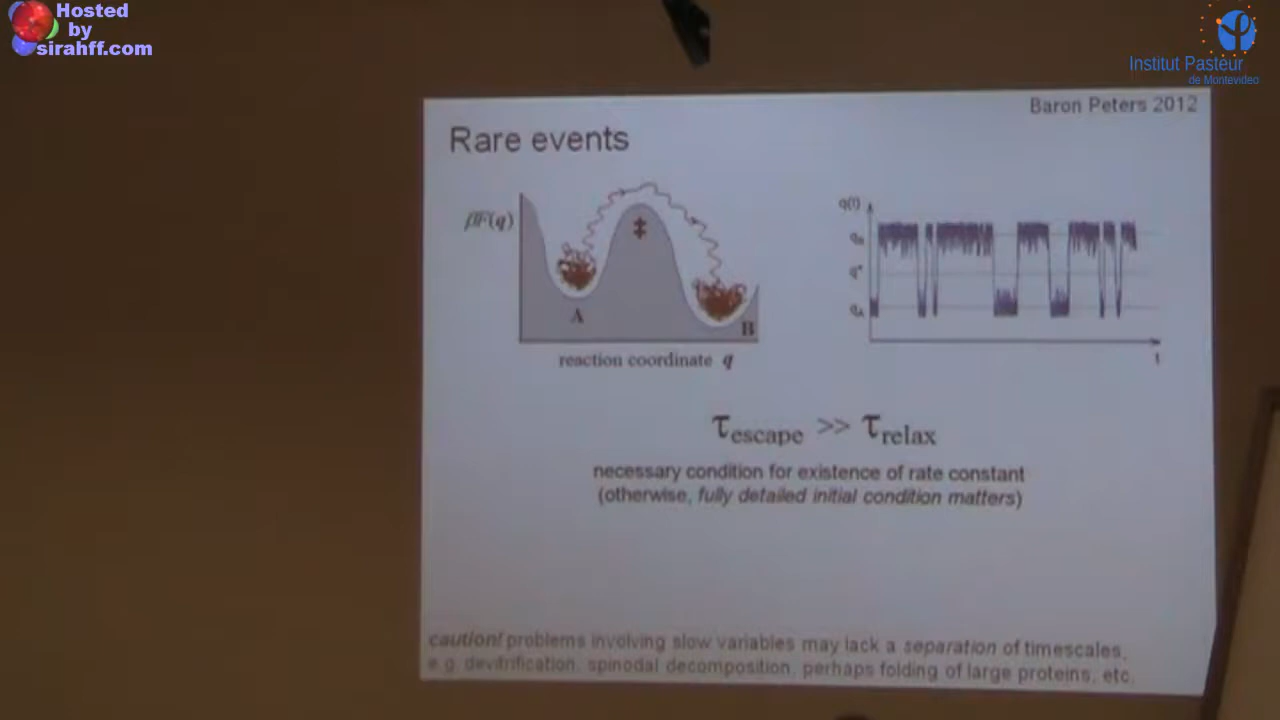 Hosted
by
sirahff.com
Institut Pasteur
de Montevideo
Baron Peters 2012
Rare events
βF(q)
‡
A
B
reaction coordinate q
q(t)
q*
t
τescape >> τrelax
necessary condition for existence of rate constant
(otherwise, fully detailed initial condition matters)
caution! problems involving slow variables may lack a separation of timescales,
e.g. devitrification, spinodal decomposition, perhaps folding of large proteins, etc.